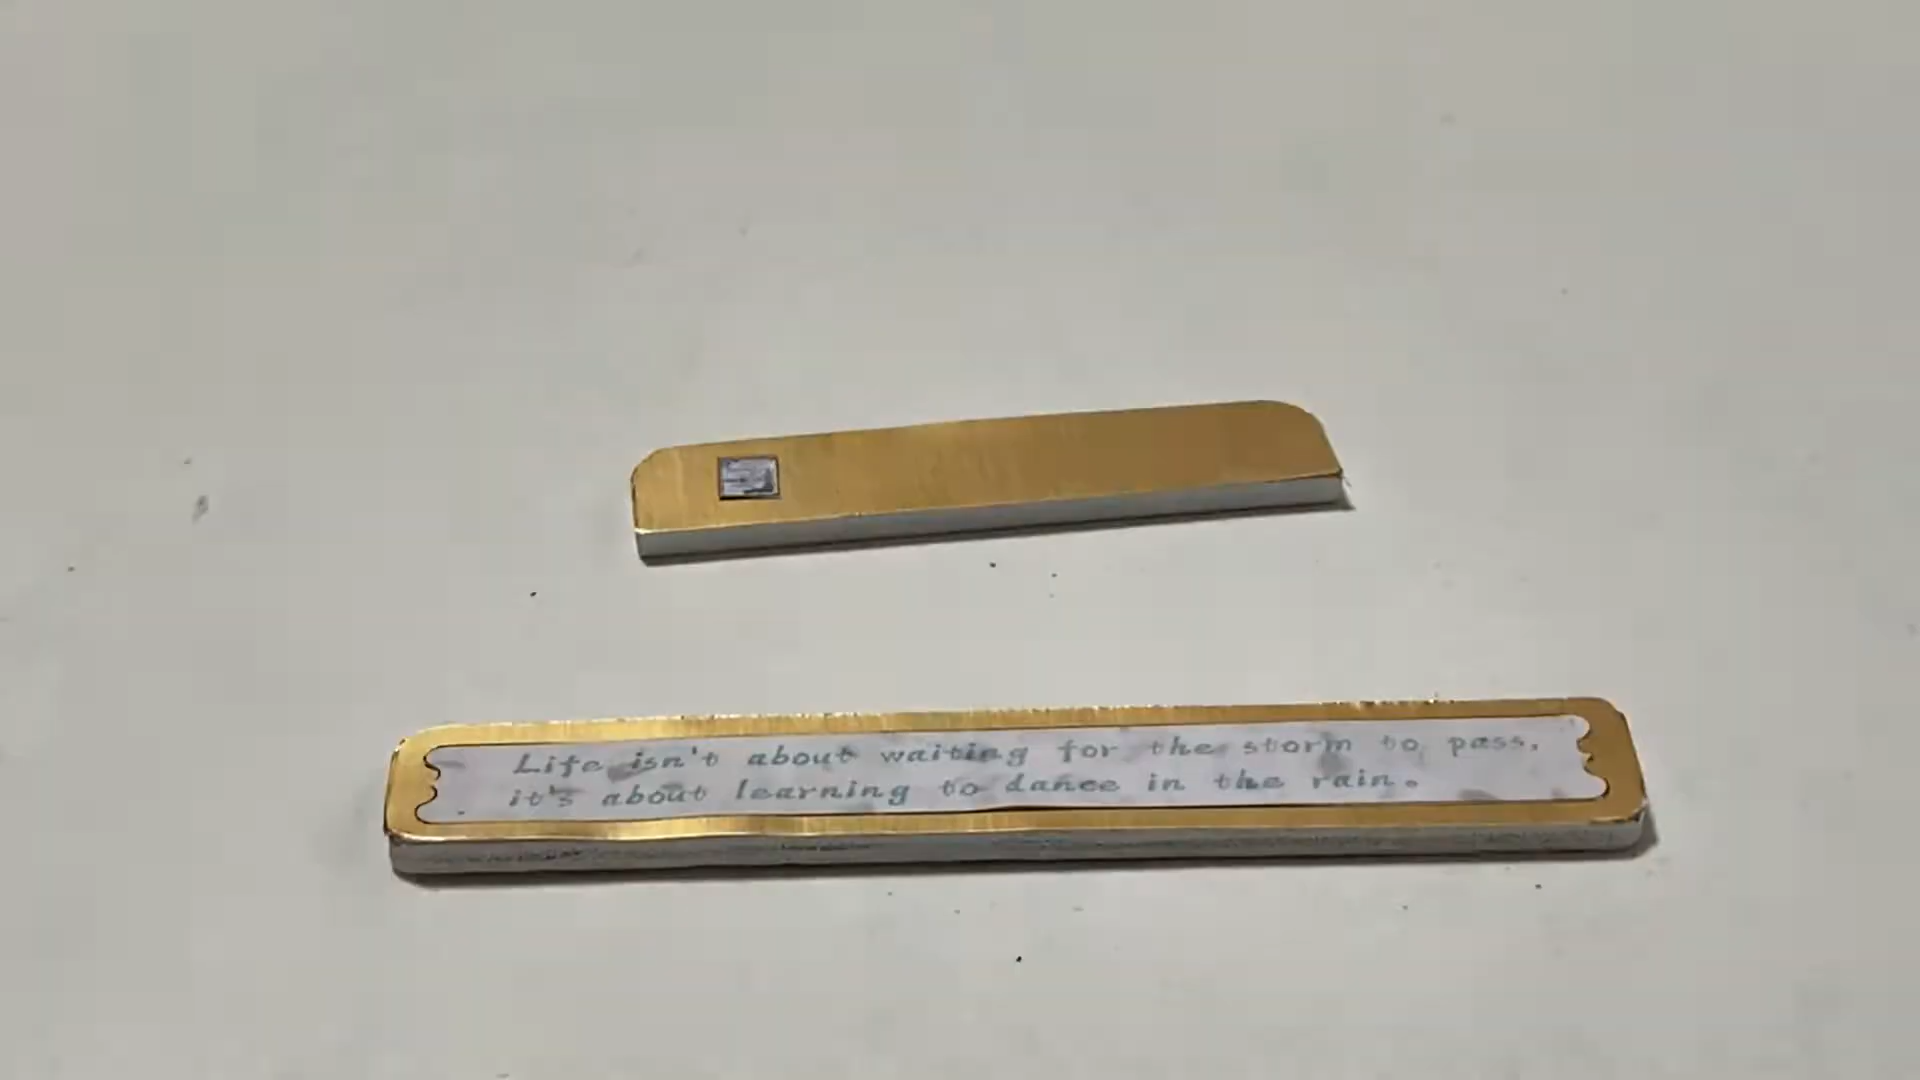 Life isn't about waiting for the storm to pass,
it's about learning to dance in the rain.